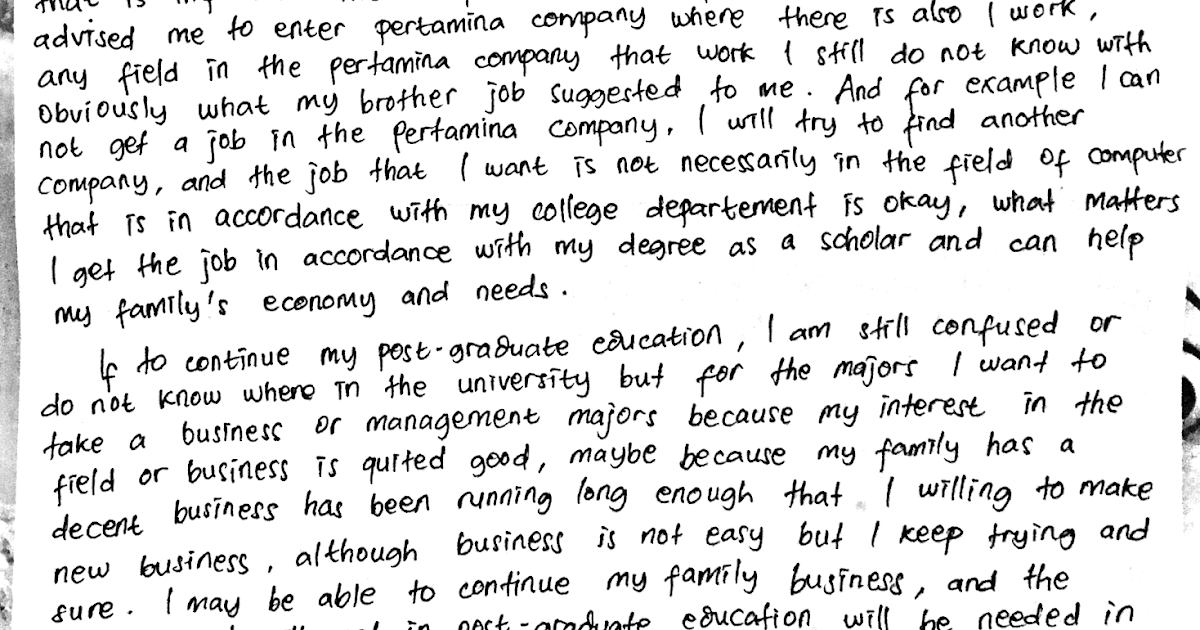 that is my
advised me to enter pertamina company where there is also I work,
any field in the pertamina company that work I still do not know with
obviously what my brother job suggested to me. And for example I can
not get a job in the Pertamina company, I will try to find another
company, and the job that I want is not necessarily in the field of computer
that is in accordance with my college departement is okay, what matters
I get the job in accordance with my degree as a scholar and can help
my family's economy and needs.
If to continue my post-graduate education, I am still confused or
do not know where in the university but for the majors I want to
take a business or management majors because my interest in the
field or business is quited good, maybe because my family has a
decent business has been running long enough that I willing to make
new business, although business is not easy but I keep trying and
sure. I may be able to continue my family business, and the
in post-graduate education will be needed in